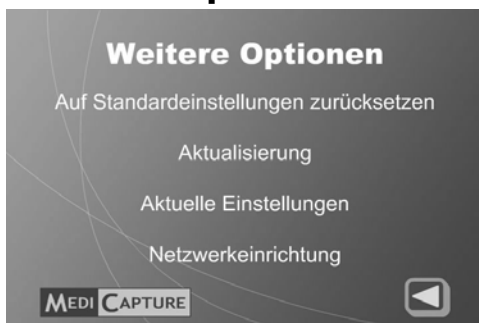 Weitere Optionen
Auf Standardeinstellungen zurücksetzen
Aktualisierung
Aktuelle Einstellungen
Netzwerkeinrichtung
MEDI CAPTURE